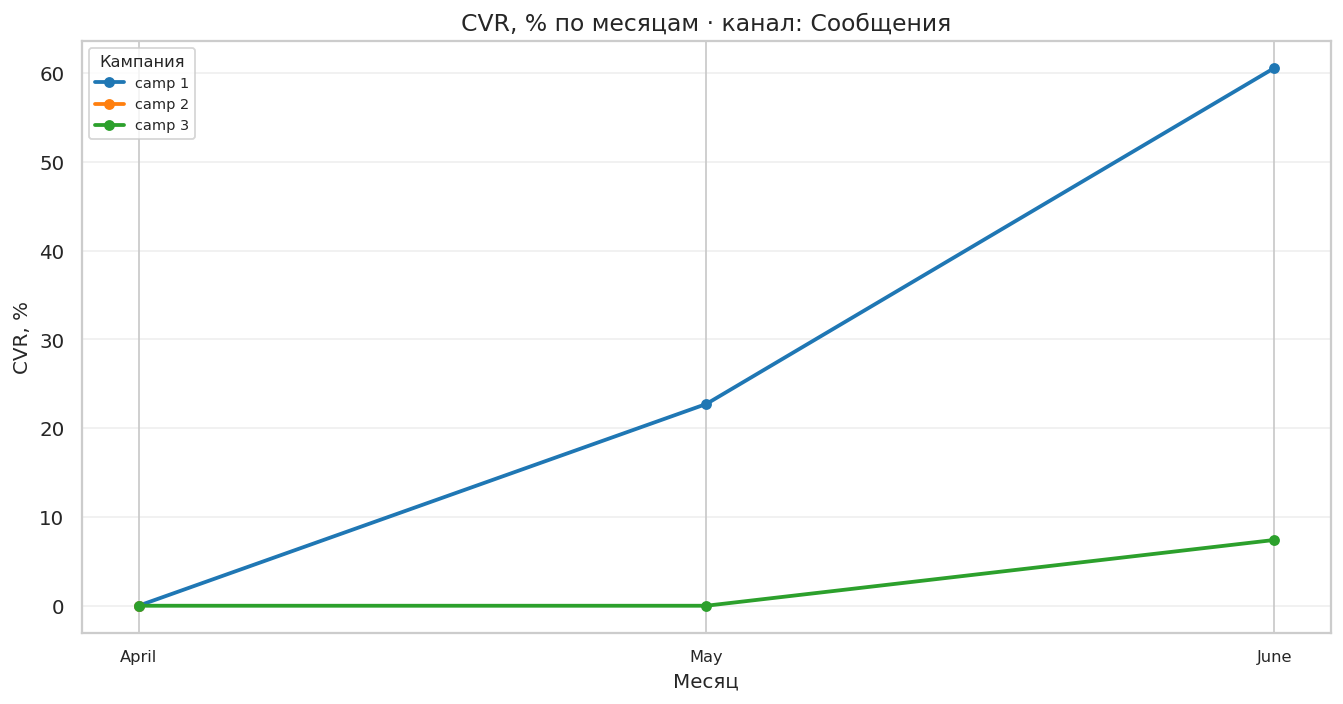 CVR, % по месяцам · канал: Сообщения
Кампания
camp 1
camp 2
camp 3
60
50
40
30
20
10
0
CVR, %
April
May
June
Месяц